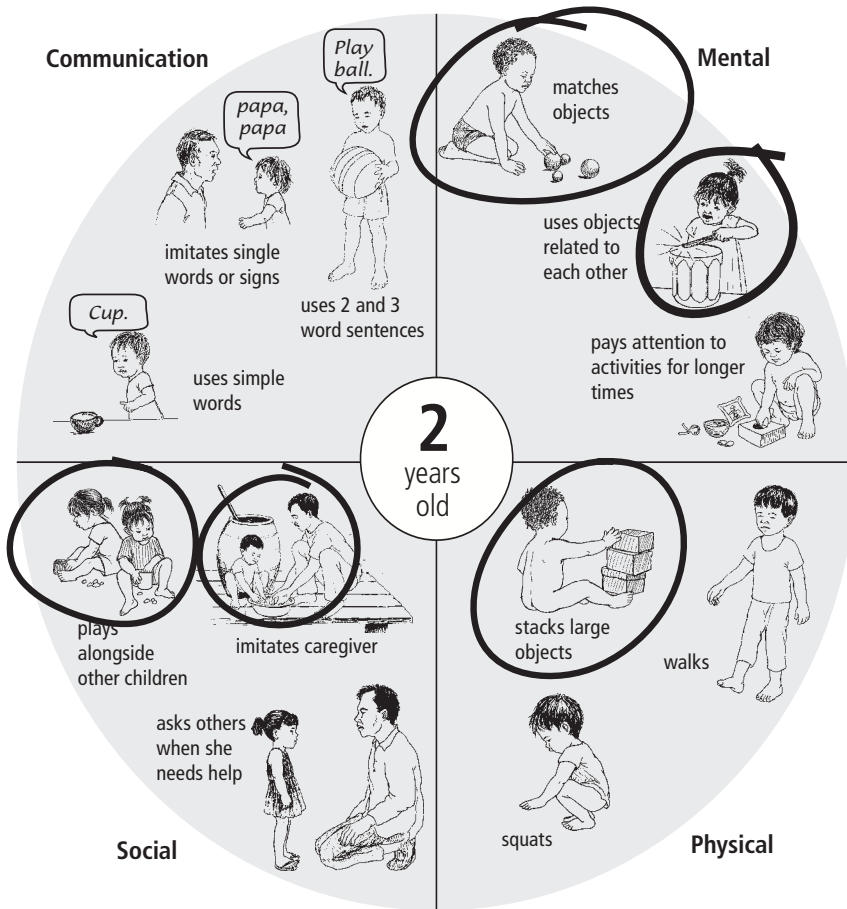 Communication
Play
ball.
papa,
papa
imitates single
words or signs
uses 2 and 3
word sentences
Cup.
uses simple
words
Mental
matches
objects
uses objects
related to
each other
pays attention to
activities for longer
times
2
years
old
plays
alongside
other children
imitates caregiver
asks others
when she
needs help
Social
stacks large
objects
walks
squats
Physical